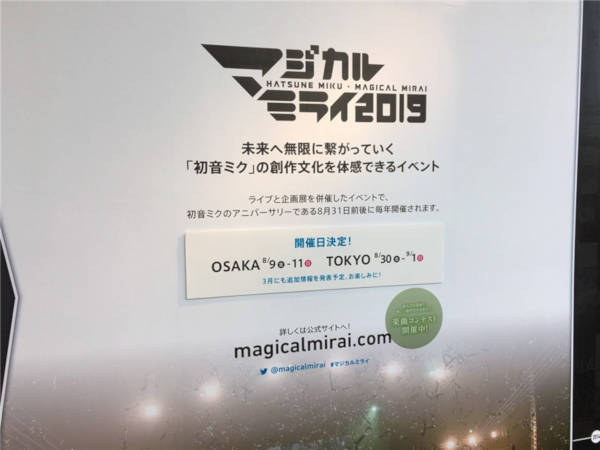 マジカル
HATSUNE MIKU・MAGICAL MIRAI
ミライ2019
未来へ無限に繋がっていく
「初音ミク」の創作文化を体感できるイベント
ライブと企画展を併催したイベントで、
初音ミクのアニバーサリーである8月31日前後に毎年開催されます。
開催日決定!
OSAKA 8/9金-11日 TOKYO 8/30金-9/1日
3月にも追加情報を発表予定、お楽しみに!
楽曲コンテスト
開催中!
詳しくは公式サイトへ!
magicalmirai.com
@magicalmirai #マジカルミライ